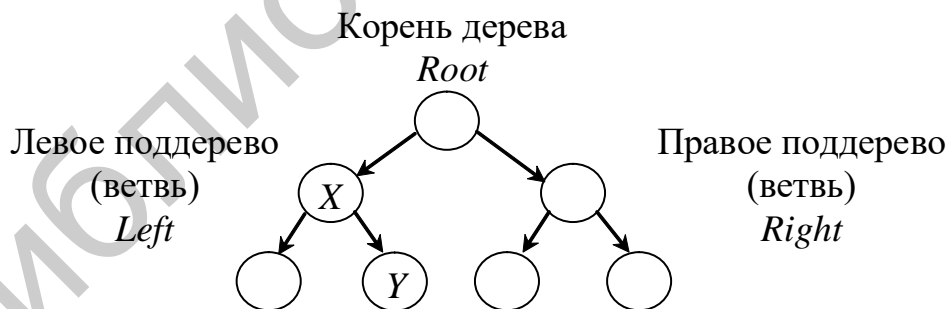 Корень дерева
Root
Левое поддерево
(ветвь)
Left
Правое поддерево
(ветвь)
Right
X
Y